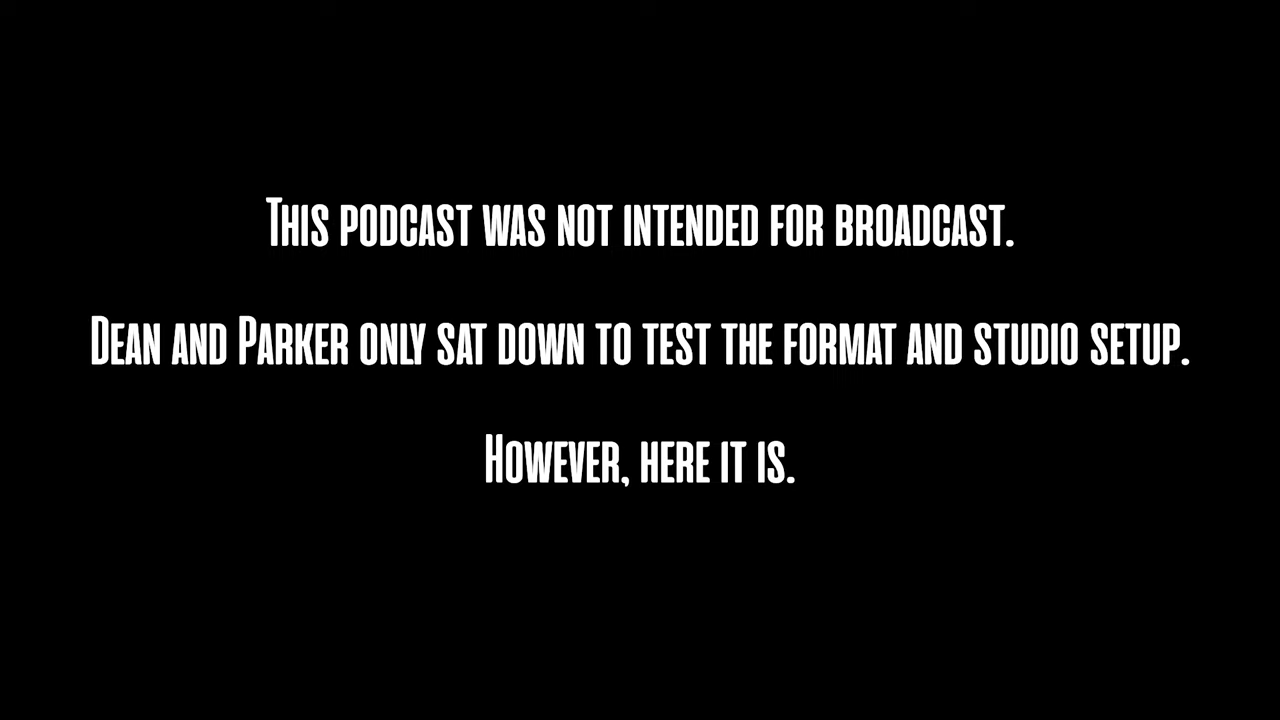 This podcast was not intended for broadcast.
Dean and Parker only sat down to test the format and studio setup.
However, here it is.